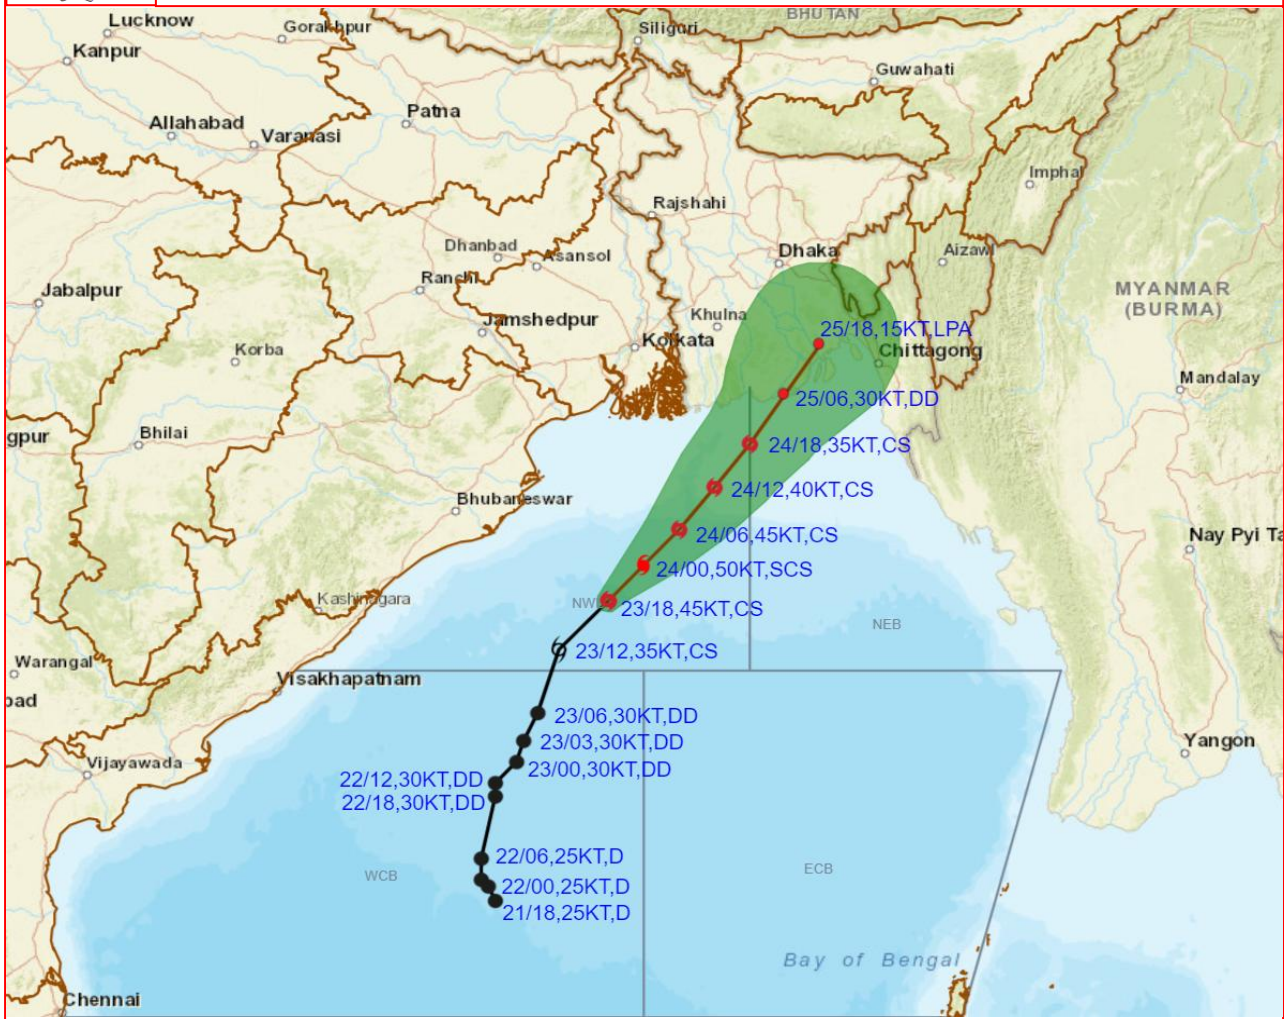 BHUTAN
Lucknow
Gorakhpur
Siliguri
Kanpur
Guwahati
Patna
Allahabad
Varanasi
Imphal
Rajshahi
Dhanbad
Dhaka
Aizawl
Asansol
Ranchi
Jabalpur
MYANMAR
(BURMA)
Khulna
Jamshedpur
25/18,15KT,LPA
Kolkata
Korba
Chittagong
Mandalay
25/06,30KT,DD
gpur
Bhilai
24/18,35KT,CS
24/12,40KT,CS
Bhubaneswar
24/06,45KT,CS
Nay Pyi Ta
24/00,50KT,SCS
Kashinagara
NW
23/18,45KT,CS
NEB
23/12,35KT,CS
Warangal
Visakhapatnam
bad
23/06,30KT,DD
23/03,30KT,DD
Yangon
Vijayawada
23/00,30KT,DD
22/12,30KT,DD
22/18,30KT,DD
22/06,25KT,D
WCB
ECB
22/00,25KT,D
21/18,25KT,D
Bay of Bengal
Chennai